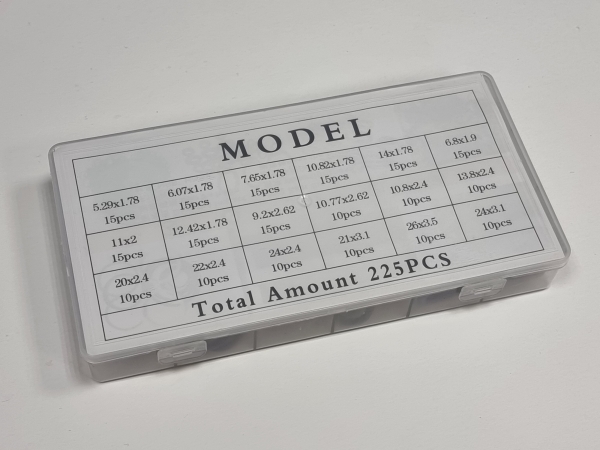 MODEL
5.29x1.78 6.07x1.78 7.65x1.78 10.82x1.78 14x1.78 6.8x1.9
15pcs 15pcs 15pcs 15pcs 15pcs 15pcs
11x2 12.42x1.78 9.2x2.62 10.77x2.62 10.8x2.4 13.8x2.4
15pcs 15pcs 15pcs 10pcs 10pcs 10pcs
20x2.4 22x2.4 24x2.4 21x3.1 26x3.5 24x3.1
10pcs 10pcs 10pcs 10pcs 10pcs 10pcs
Total Amount 225PCS